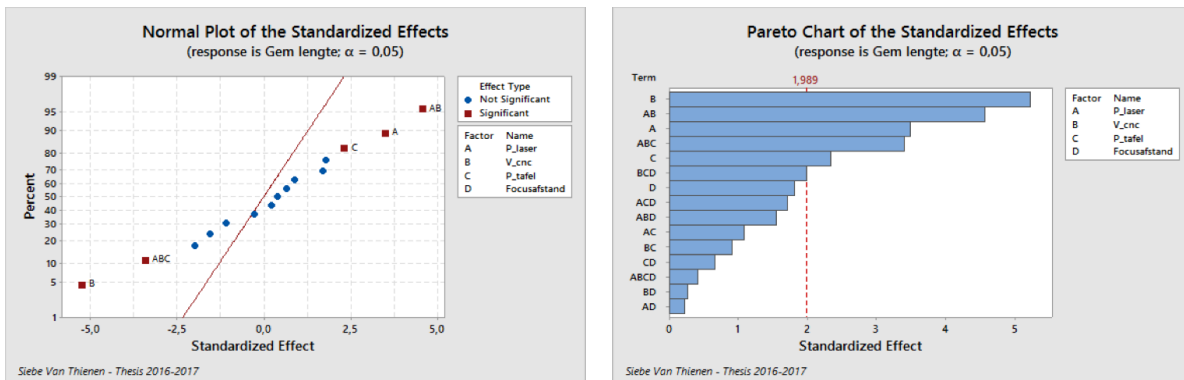 Normal Plot of the Standardized Effects
(response is Gem lengte; α = 0,05)
99
95
90
80
70
60
50
40
30
20
10
5
1
Percent
-5,0 -2,5 0,0 2,5 5,0
Standardized Effect
AB
A
C
ABC
B
Effect Type
Not Significant
Significant
Factor Name
A P_laser
B V_cnc
C P_tafel
D Focusafstand
Siebe Van Thienen - Thesis 2016-2017
Pareto Chart of the Standardized Effects
(response is Gem lengte; α = 0,05)
Term
1,989
B
AB
A
ABC
C
BCD
D
ACD
ABD
AC
BC
CD
ABCD
BD
AD
0 1 2 3 4 5
Standardized Effect
Factor Name
A P_laser
B V_cnc
C P_tafel
D Focusafstand
Siebe Van Thienen - Thesis 2016-2017